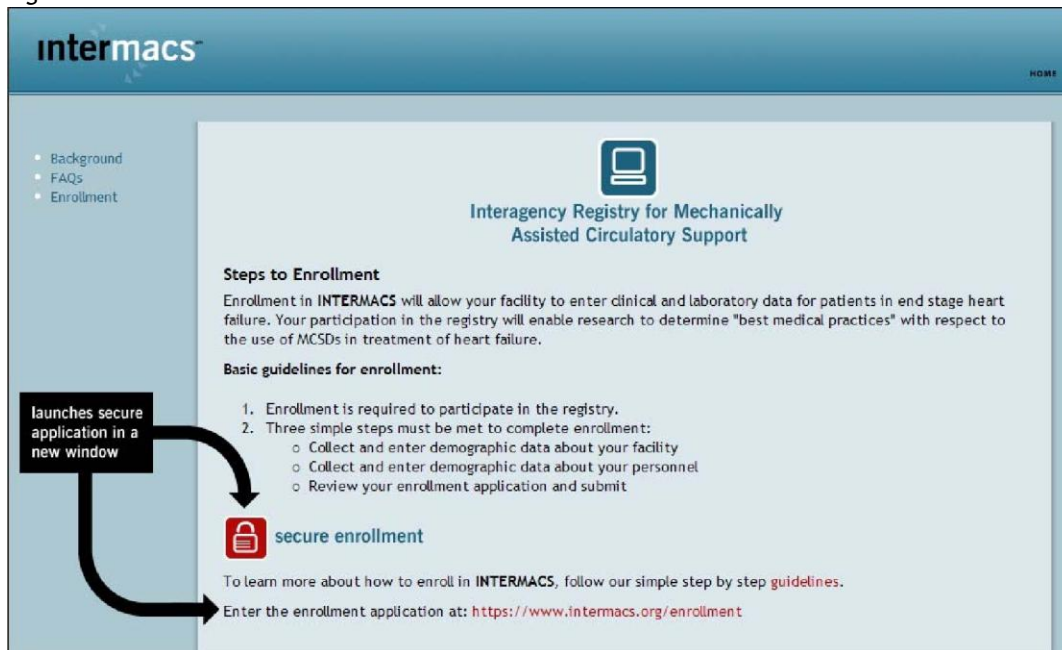 intermacs
HOME
Background
FAQs
Enrollment
Interagency Registry for Mechanically
Assisted Circulatory Support
Steps to Enrollment
Enrollment in INTERMACS will allow your facility to enter clinical and laboratory data for patients in end stage heart
failure. Your participation in the registry will enable research to determine "best medical practices" with respect to
the use of MCSDs in treatment of heart failure.
Basic guidelines for enrollment:
1. Enrollment is required to participate in the registry.
2. Three simple steps must be met to complete enrollment:
Collect and enter demographic data about your facility
Collect and enter demographic data about your personnel
Review your enrollment application and submit
launches secure
application in a
new window
secure enrollment
To learn more about how to enroll in INTERMACS, follow our simple step by step guidelines.
Enter the enrollment application at: https://www.intermacs.org/enrollment